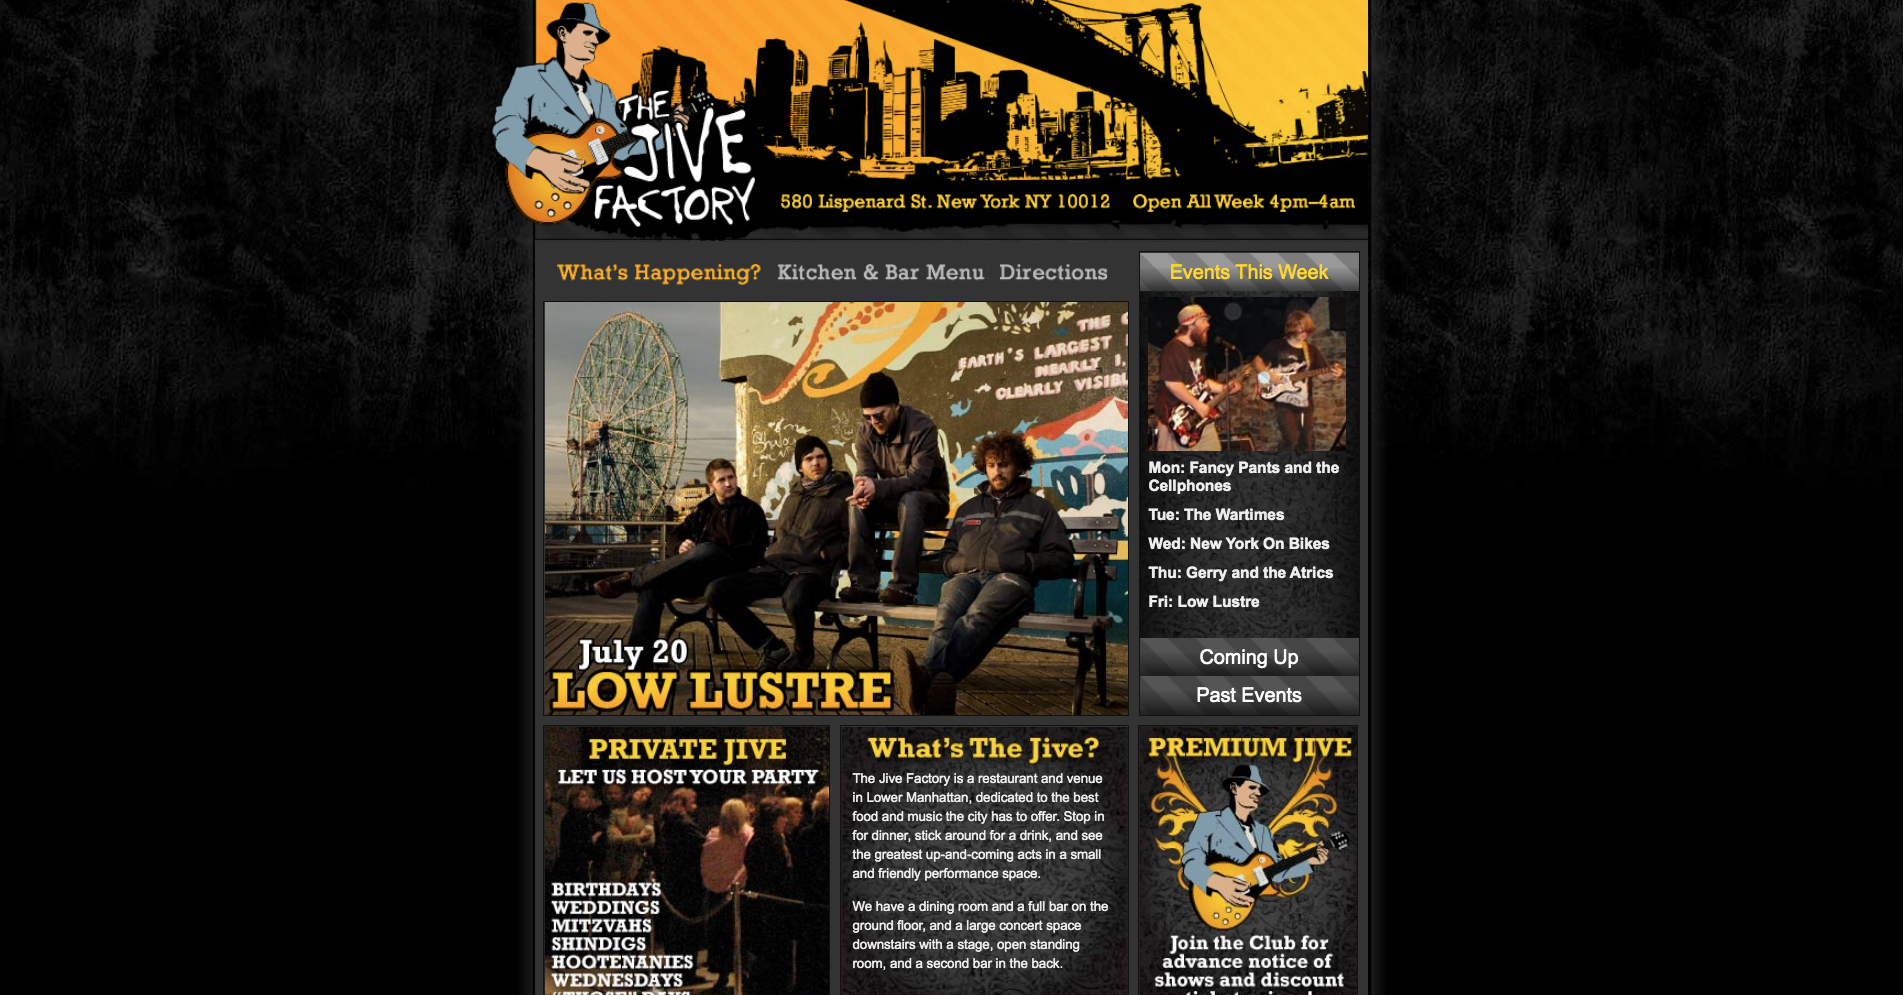 THE
JIVE
FACTORY
580 Lispenard St. New York NY 10012 Open All Week 4pm–4am
What's Happening? Kitchen & Bar Menu Directions
Events This Week
THE
EARTH'S LARGEST
NEARLY 1,
CLEARLY VISIBL
July 20
LOW LUSTRE
Mon: Fancy Pants and the
Cellphones
Tue: The Wartimes
Wed: New York On Bikes
Thu: Gerry and the Atrics
Fri: Low Lustre
Coming Up
Past Events
PRIVATE JIVE
LET US HOST YOUR PARTY
BIRTHDAYS
WEDDINGS
MITZVAHS
SHINDIGS
HOOTENANIES
WEDNESDAYS
What's The Jive?
The Jive Factory is a restaurant and venue
in Lower Manhattan, dedicated to the best
food and music the city has to offer. Stop in
for dinner, stick around for a drink, and see
the greatest up-and-coming acts in a small
and friendly performance space.
We have a dining room and a full bar on the
ground floor, and a large concert space
downstairs with a stage, open standing
room, and a second bar in the back.
PREMIUM JIVE
Join the Club for
advance notice of
shows and discount